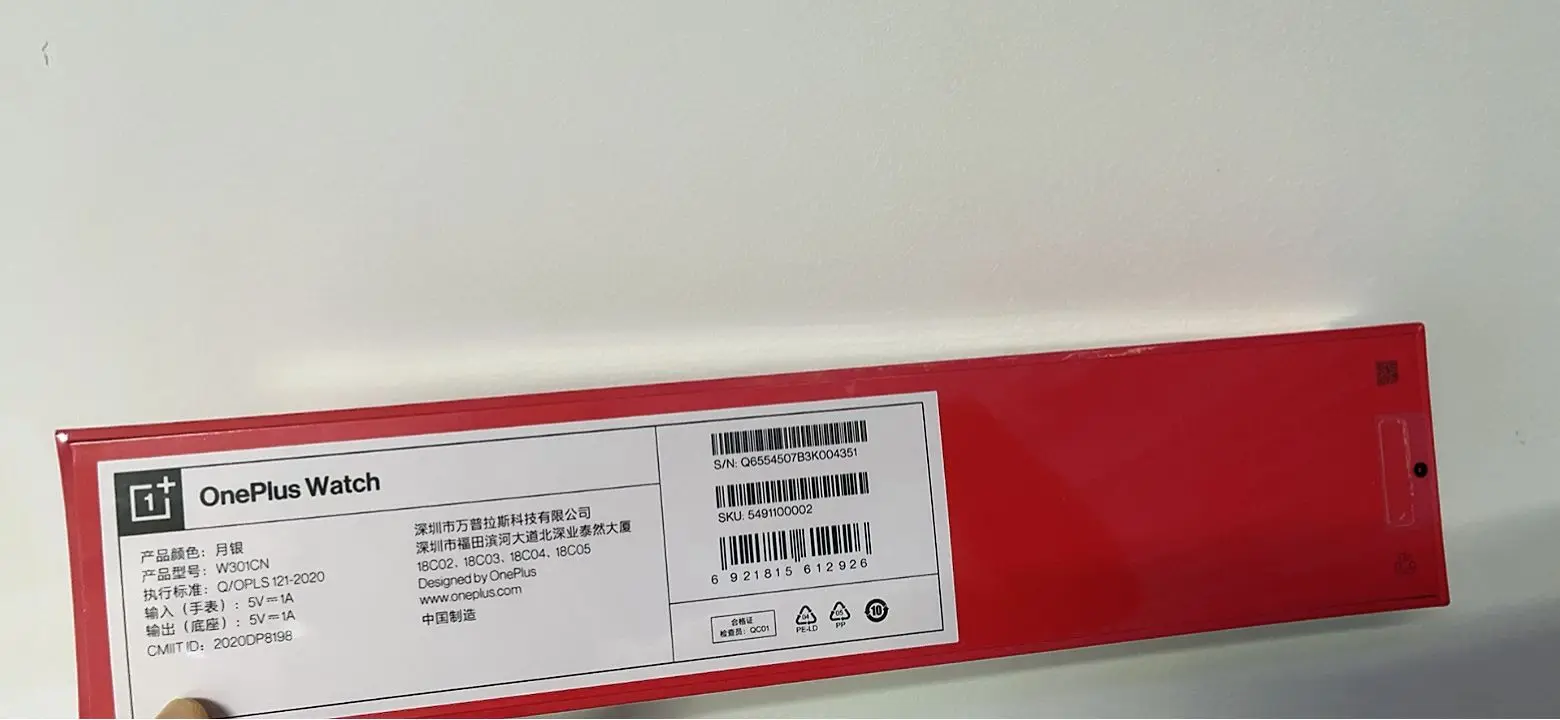 1+ OnePlus Watch
产品颜色：月银
产品型号：W301CN
执行标准：Q/OPLS 121-2020
输入（手表）：5V⎓1A
输出（底座）：5V⎓1A
CMIIT ID：2020DP8198
深圳市万普拉斯科技有限公司
深圳市福田滨河大道北深业泰然大厦
18C02、18C03、18C04、18C05
Designed by OnePlus
www.oneplus.com
中国制造
S/N: Q6554507B3K004351
SKU: 5491100002
6 921815 612926
合格证
检查员：QC01
04
PE-LD
05
PP
10